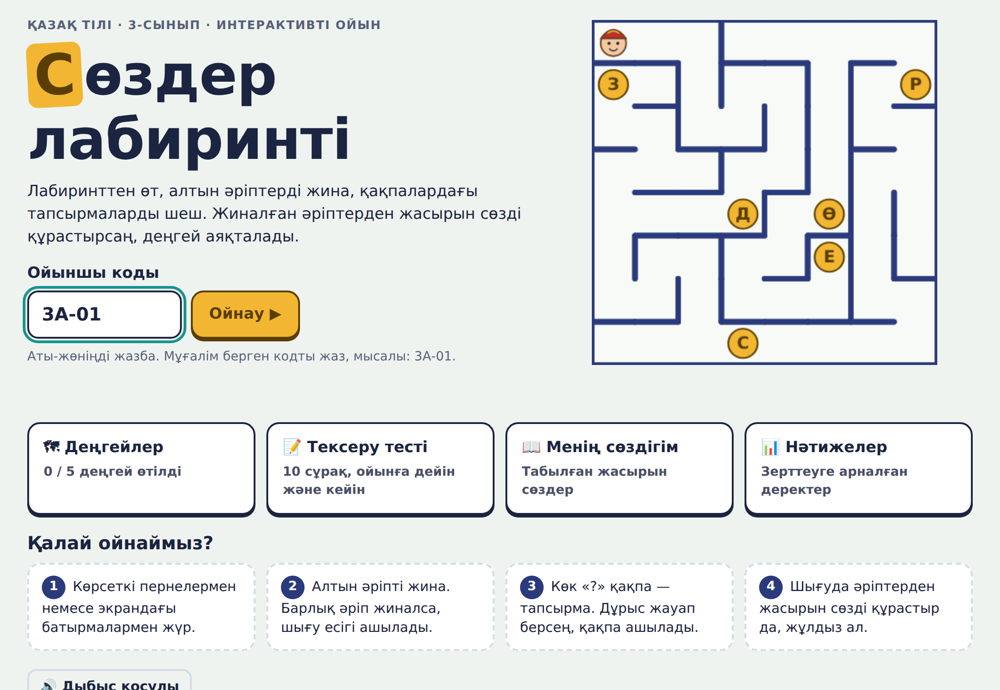 ҚАЗАҚ ТІЛІ · 3-СЫНЫП · ИНТЕРАКТИВТІ ОЙЫН
Сөздер
лабиринті
Лабиринттен өт, алтын әріптерді жина, қақпалардағы
тапсырмаларды шеш. Жиналған әріптерден жасырын сөзді
құрастырсаң, деңгей аяқталады.
Ойыншы коды
3А-01
Ойнау ▶
Аты-жөніңді жазба. Мұғалім берген кодты жаз, мысалы: 3А-01.
З
Р
Д
Ө
Е
С
🗺 Деңгейлер
0 / 5 деңгей өтілді
📝 Тексеру тесті
10 сұрақ, ойынға дейін
және кейін
📖 Менің сөздігім
Табылған жасырын
сөздер
📊 Нәтижелер
Зерттеуге арналған
деректер
Қалай ойнаймыз?
1 Көрсеткі пернелермен
немесе экрандағы
батырмалармен жүр.
2 Алтын әріпті жина.
Барлық әріп жиналса,
шығу есігі ашылады.
3 Көк «?» қақпа —
тапсырма. Дұрыс жауап
берсең, қақпа ашылады.
4 Шығуда әріптерден
жасырын сөзді құрастыр
да, жұлдыз ал.
🔊 Дыбыс қосулы